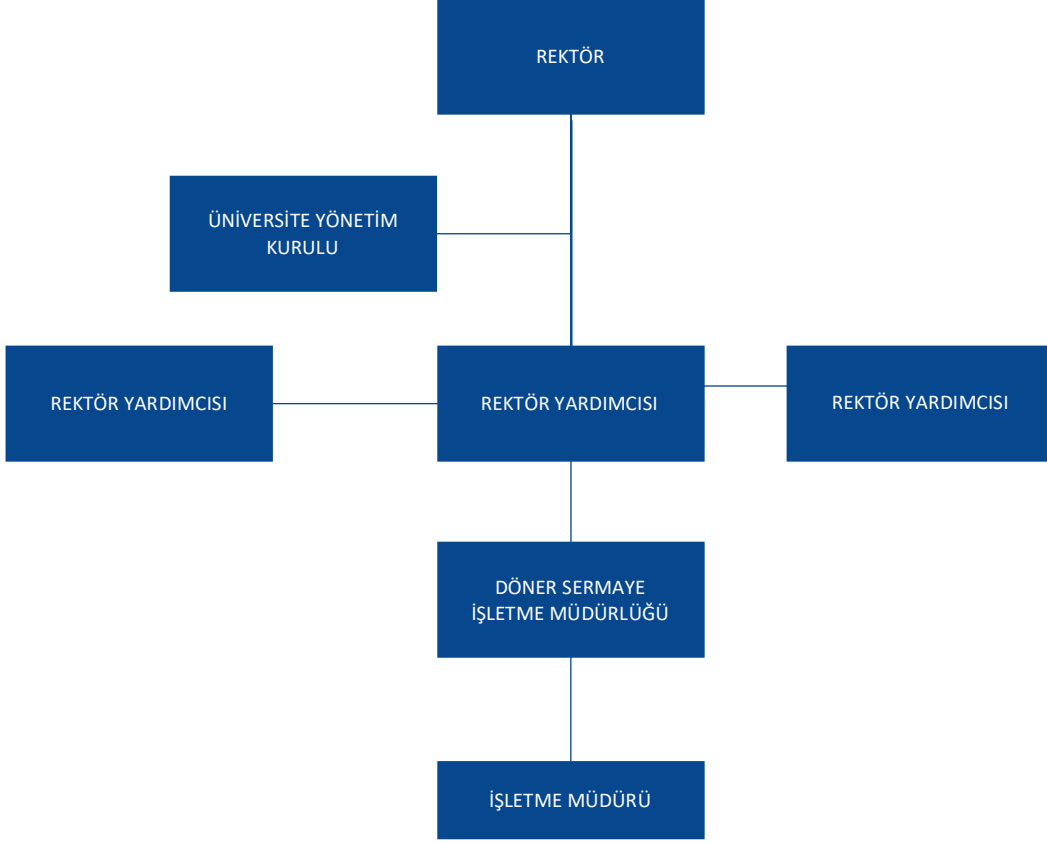 REKTÖR
ÜNİVERSİTE YÖNETİM
KURULU
REKTÖR YARDIMCISI
REKTÖR YARDIMCISI
REKTÖR YARDIMCISI
DÖNER SERMAYE
İŞLETME MÜDÜRLÜĞÜ
İŞLETME MÜDÜRÜ